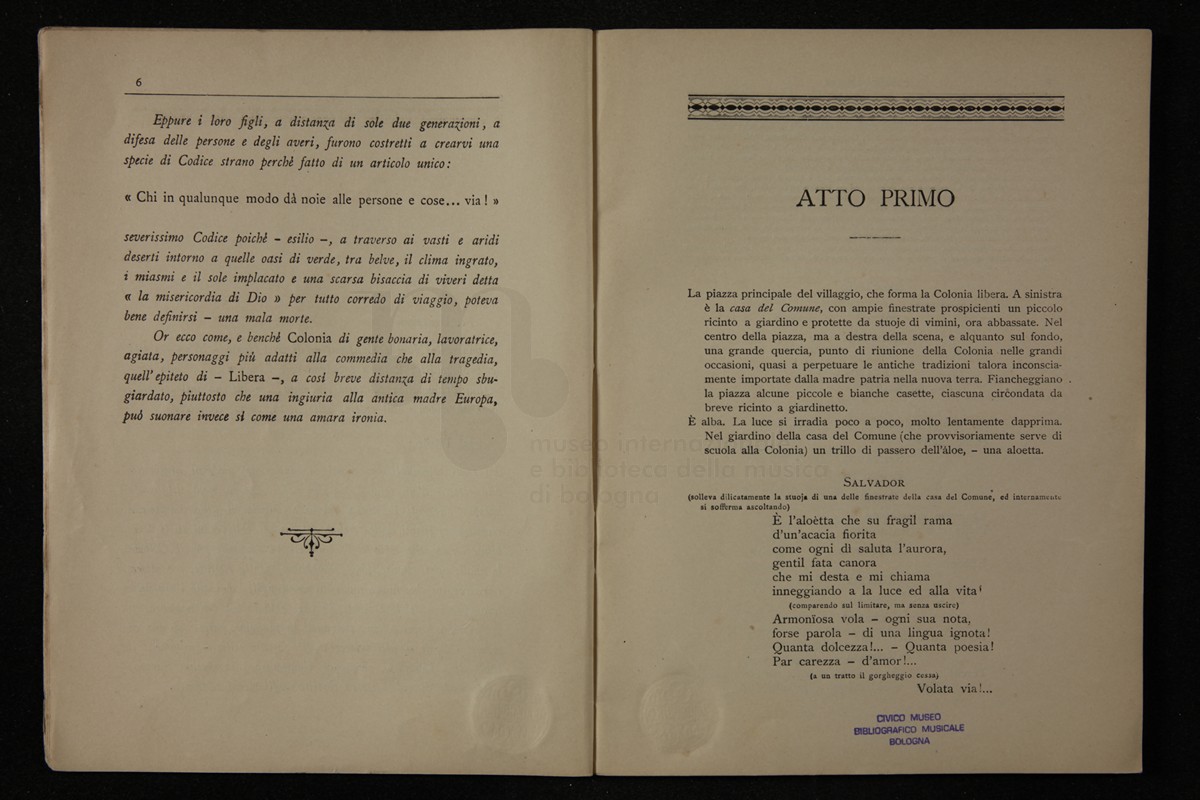 6
Eppure i loro figli, a distanza di sole due generazioni, a
difesa delle persone e degli averi, furono costretti a crearvi una
specie di Codice strano perchè fatto di un articolo unico:
« Chi in qualunque modo dà noie alle persone e cose... via! »
severissimo Codice poichè – esilio –, a traverso ai vasti e aridi
deserti intorno a quelle oasi di verde, tra belve, il clima ingrato,
i miasmi e il sole implacato e una scarsa bisaccia di viveri detta
« la misericordia di Dio » per tutto corredo di viaggio, poteva
bene definirsi – una mala morte.
Or ecco come, e benchè Colonia di gente bonaria, lavoratrice,
agiata, personaggi più adatti alla commedia che alla tragedia,
quell'epiteto di – Libera –, a così breve distanza di tempo sbu-
giardato, piuttosto che una ingiuria alla antica madre Europa,
può suonare invece sì come una amara ironia.
ATTO PRIMO
La piazza principale del villaggio, che forma la Colonia libera. A sinistra
è la casa del Comune, con ampie finestrate prospicienti un piccolo
ricinto a giardino e protette da stuoje di vimini, ora abbassate. Nel
centro della piazza, ma a destra della scena, e alquanto sul fondo,
una grande quercia, punto di riunione della Colonia nelle grandi
occasioni, quasi a perpetuare le antiche tradizioni talora inconscia-
mente importate dalla madre patria nella nuova terra. Fiancheggiano
la piazza alcune piccole e bianche casette, ciascuna circondata da
breve ricinto a giardinetto.
È alba. La luce si irradia poco a poco, molto lentamente dapprima.
Nel giardino della casa del Comune (che provvisoriamente serve di
scuola alla Colonia) un trillo di passero dell'áloe, – una aloetta.
SALVADOR
(solleva dilicatamente la stuoja di una delle finestrate della casa del Comune, ed internamente
si sofferma ascoltando)
È l'aloètta che su fragil rama
d'un'acacia fiorita
come ogni dì saluta l'aurora,
gentil fata canora
che mi desta e mi chiama
inneggiando a la luce ed alla vita!
(comparendo sul limitare, ma senza uscire)
Armonïosa vola – ogni sua nota,
forse parola – di una lingua ignota!
Quanta dolcezza!... – Quanta poesia!
Par carezza – d'amor!...
(a un tratto il gorgheggio cessa)
Volata via!...
CIVICO MUSEO
BIBLIOGRAFICO MUSICALE
BOLOGNA
museo internaz
e biblioteca della musica
di bologna